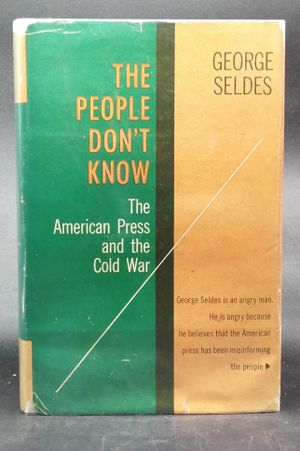 THE
PEOPLE
DON'T
KNOW
The
American Press
and the
Cold War
GEORGE
SELDES
George Seldes is an angry man.
He is angry because
he believes that the American
press has been misinforming
the people ▶